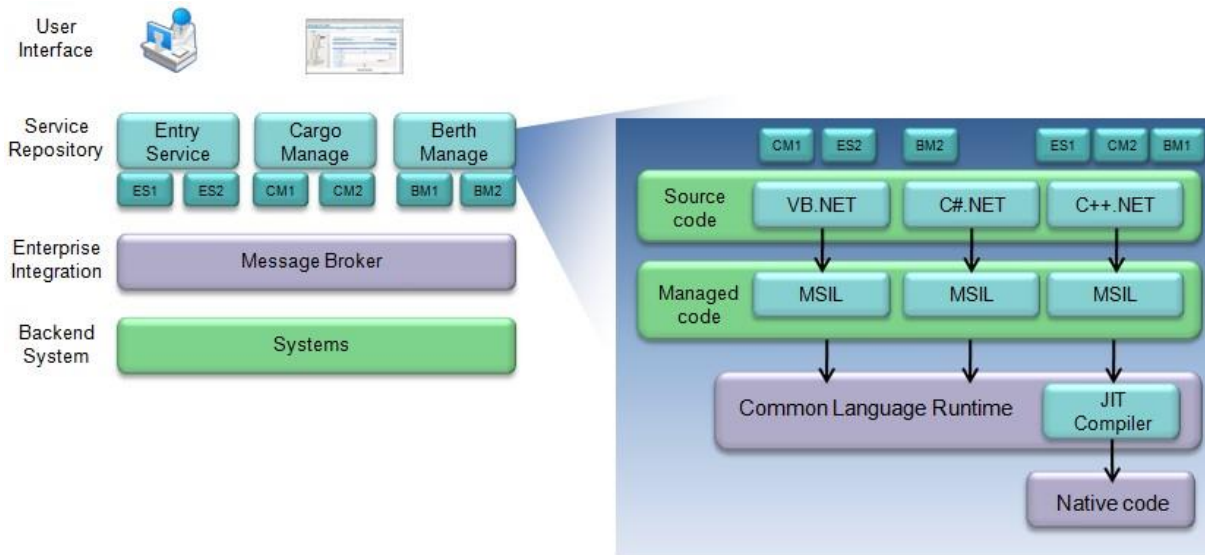 User
Interface
Service
Repository
Entry
Service
Cargo
Manage
Berth
Manage
ES1 ES2 CM1 CM2 BM1 BM2
Enterprise
Integration
Message Broker
Backend
System
Systems
CM1 ES2 BM2 ES1 CM2 BM1
Source
code
VB.NET C#.NET C++.NET
Managed
code
MSIL MSIL MSIL
Common Language Runtime
JIT
Compiler
Native code